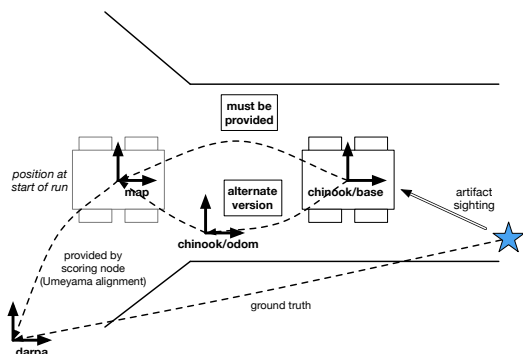 must be
provided
position at
start of run
map
chinook/base
alternate
version
artifact
sighting
chinook/odom
provided by
scoring node
(Umeyama alignment)
ground truth
darpa